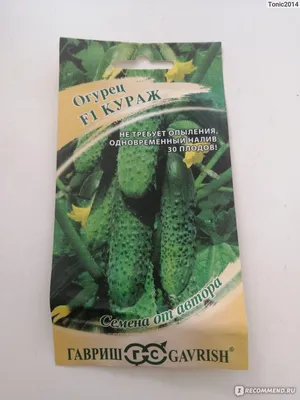 Tonic2014
Огурец
F1 КУРАЖ
НЕ ТРЕБУЕТ ОПЫЛЕНИЯ,
ОДНОВРЕМЕННЫЙ НАЛИВ
30 ПЛОДОВ!
Семена от автора
ГАВРИШ GAVRISH®
RECOMMEND.RU